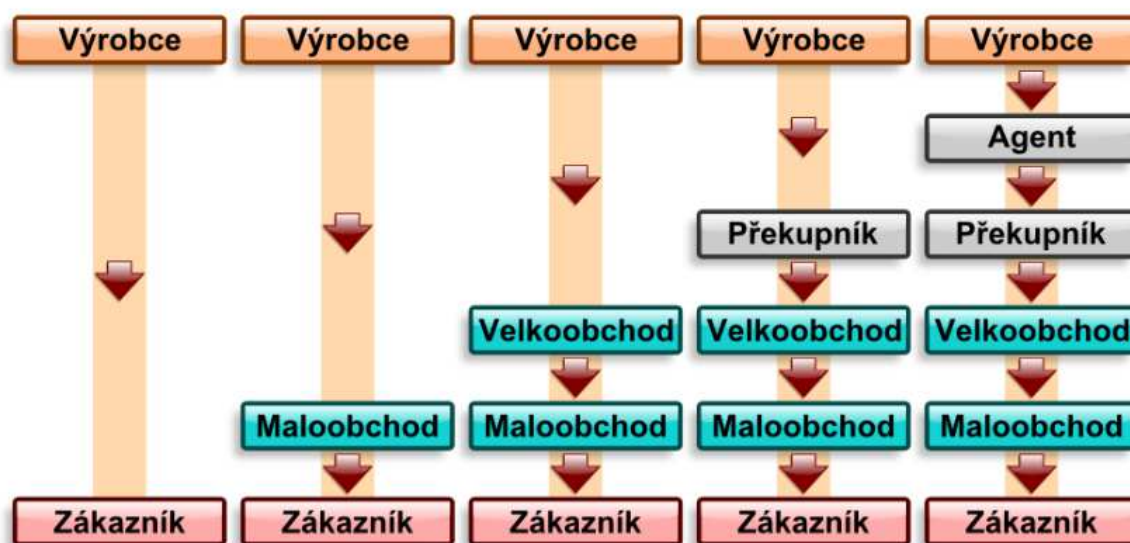 Výrobce Výrobce Výrobce Výrobce Výrobce
Agent
Překupník Překupník
Velkoobchod Velkoobchod Velkoobchod
Maloobchod Maloobchod Maloobchod Maloobchod
Zákazník Zákazník Zákazník Zákazník Zákazník